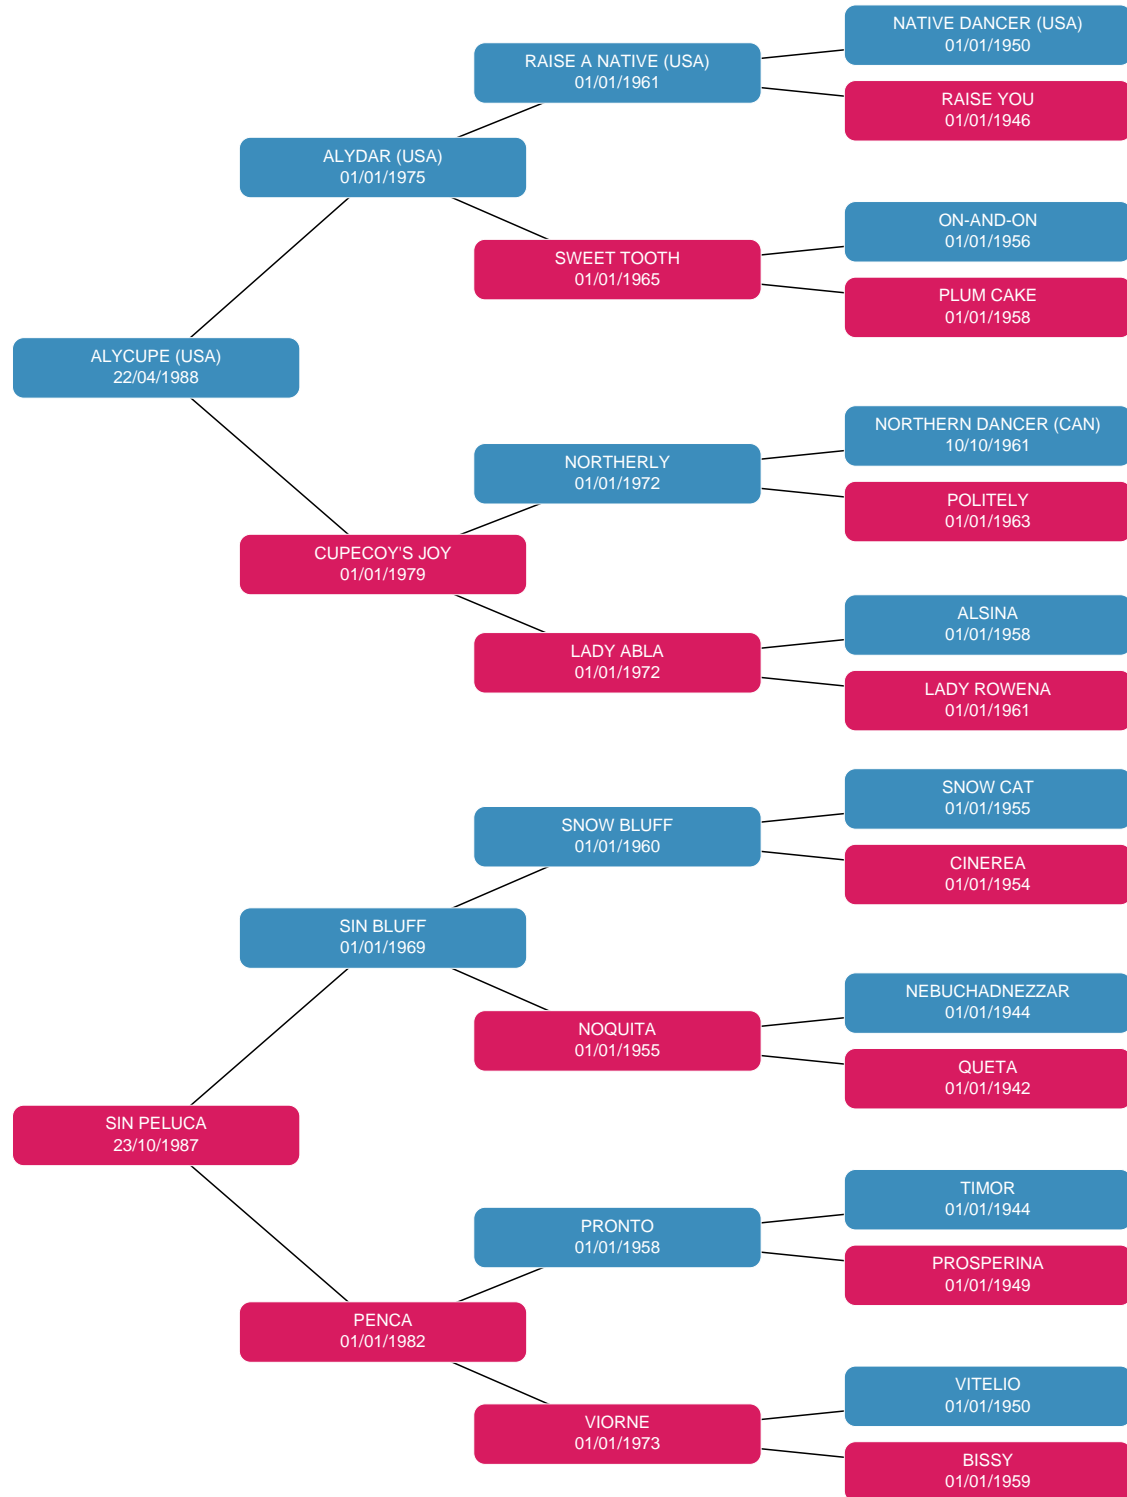 NATIVE DANCER (USA)
01/01/1950
RAISE A NATIVE (USA)
01/01/1961
RAISE YOU
01/01/1946
ALYDAR (USA)
01/01/1975
ON-AND-ON
01/01/1956
SWEET TOOTH
01/01/1965
PLUM CAKE
01/01/1958
ALYCUPE (USA)
22/04/1988
NORTHERN DANCER (CAN)
10/10/1961
NORTHERLY
01/01/1972
POLITELY
01/01/1963
CUPECOY'S JOY
01/01/1979
ALSINA
01/01/1958
LADY ABLA
01/01/1972
LADY ROWENA
01/01/1961
SNOW CAT
01/01/1955
SNOW BLUFF
01/01/1960
CINEREA
01/01/1954
SIN BLUFF
01/01/1969
NEBUCHADNEZZAR
01/01/1944
NOQUITA
01/01/1955
QUETA
01/01/1942
SIN PELUCA
23/10/1987
TIMOR
01/01/1944
PRONTO
01/01/1958
PROSPERINA
01/01/1949
PENCA
01/01/1982
VITELIO
01/01/1950
VIORNE
01/01/1973
BISSY
01/01/1959